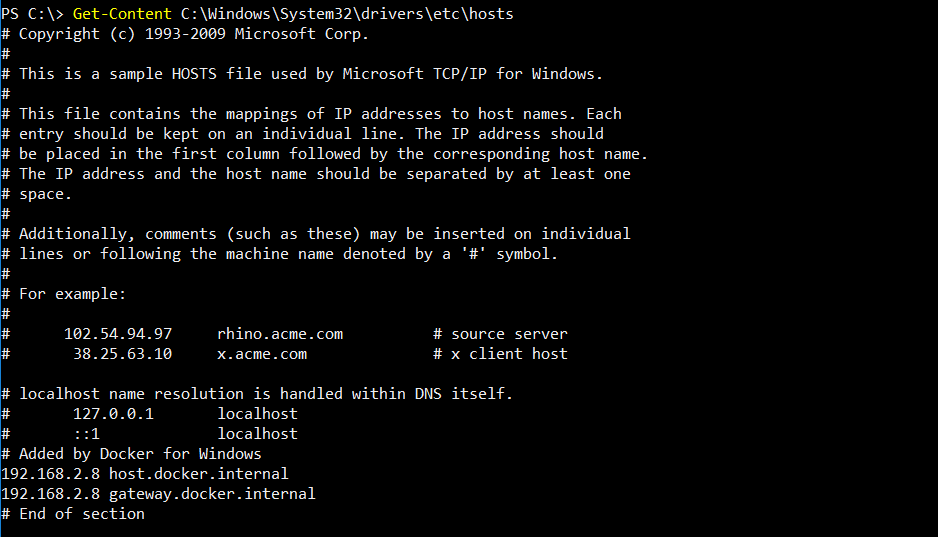 PS C:\> Get-Content C:\Windows\System32\drivers\etc\hosts
# Copyright (c) 1993-2009 Microsoft Corp.
#
# This is a sample HOSTS file used by Microsoft TCP/IP for Windows.
#
# This file contains the mappings of IP addresses to host names. Each
# entry should be kept on an individual line. The IP address should
# be placed in the first column followed by the corresponding host name.
# The IP address and the host name should be separated by at least one
# space.
#
# Additionally, comments (such as these) may be inserted on individual
# lines or following the machine name denoted by a '#' symbol.
#
# For example:
#
#      102.54.94.97     rhino.acme.com          # source server
#       38.25.63.10     x.acme.com              # x client host

# localhost name resolution is handled within DNS itself.
#       127.0.0.1       localhost
#       ::1             localhost
# Added by Docker for Windows
192.168.2.8 host.docker.internal
192.168.2.8 gateway.docker.internal
# End of section